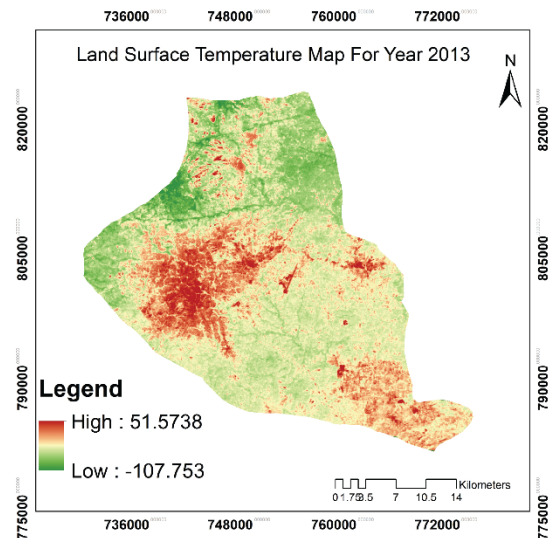 736000 748000 760000 772000
Land Surface Temperature Map For Year 2013
N
820000 820000
805000 805000
790000 790000
775000 775000
Legend
High : 51.5738
Low : -107.753
Kilometers
0 1.75 3.5 7 10.5 14
736000 748000 760000 772000